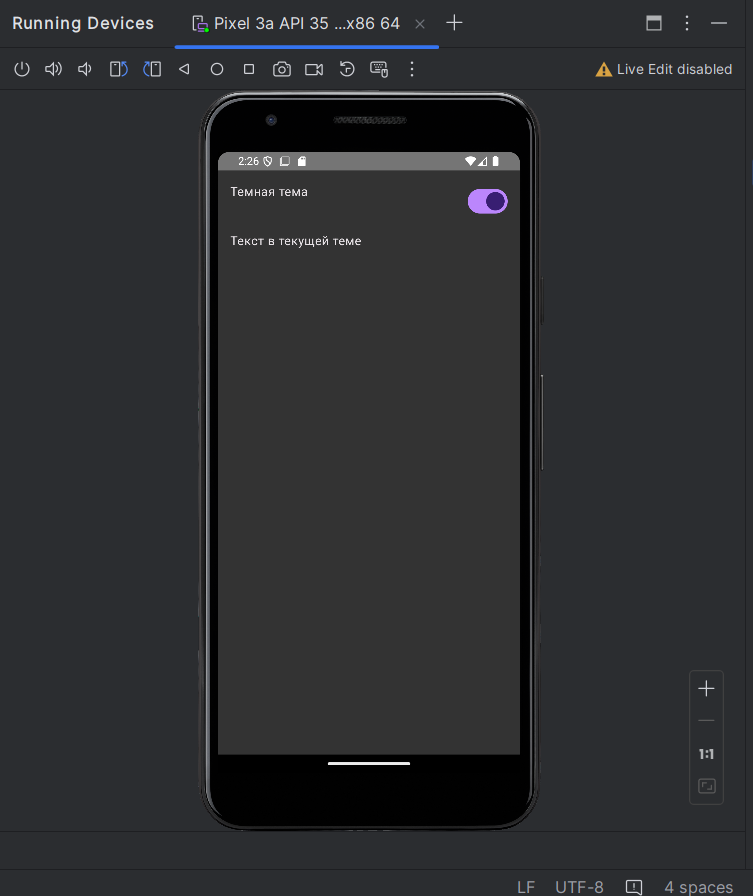 Running Devices
Pixel 3a API 35 ...x86 64
Live Edit disabled
2:26
Темная тема
Текст в текущей теме
1:1
LF UTF-8 4 spaces